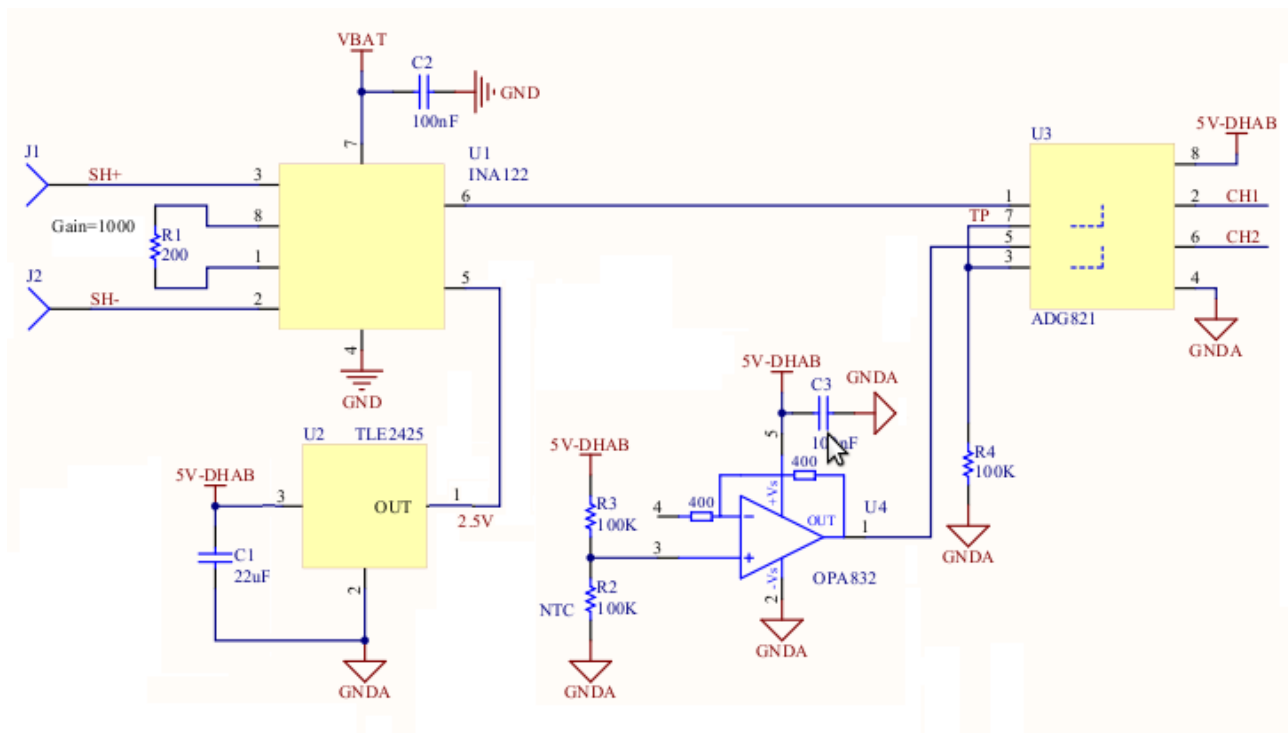 VBAT
C2
GND
100nF
7
J1
SH+
3
U1
INA122
6
Gain=1000
R1
200
8
1
5
J2
SH-
2
4
GND
U3
5V-DHAB
8
1
TP
7
5
3
2
CH1
6
CH2
4
ADG821
GNDA
U2
TLE2425
5V-DHAB
3
OUT
1
2.5V
C1
22uF
2
GNDA
5V-DHAB
GNDA
C3
5
400
400
+Vs
4
5V-DHAB
R3
100K
3
OUT
U4
1
-Vs
OPA832
2
NTC
R2
100K
GNDA
GNDA
R4
100K
GNDA